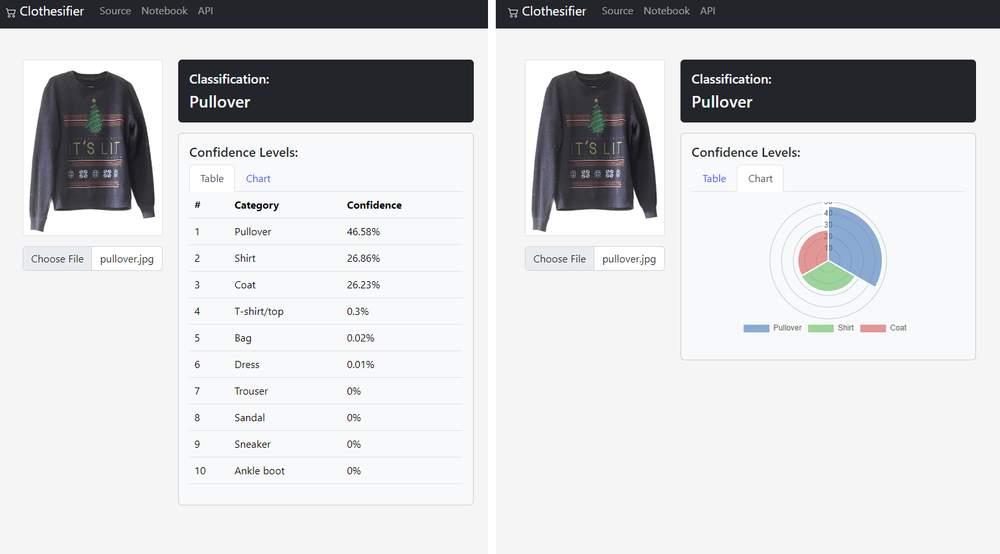 Clothesifier Source Notebook API
IT'S LIT
Choose File pullover.jpg
Classification:
Pullover
Confidence Levels:
Table Chart
# Category Confidence
1 Pullover 46.58%
2 Shirt 26.86%
3 Coat 26.23%
4 T-shirt/top 0.3%
5 Bag 0.02%
6 Dress 0.01%
7 Trouser 0%
8 Sandal 0%
9 Sneaker 0%
10 Ankle boot 0%
Clothesifier Source Notebook API
IT'S LIT
Choose File pullover.jpg
Classification:
Pullover
Confidence Levels:
Table Chart
50
40
30
20
10
Pullover Shirt Coat